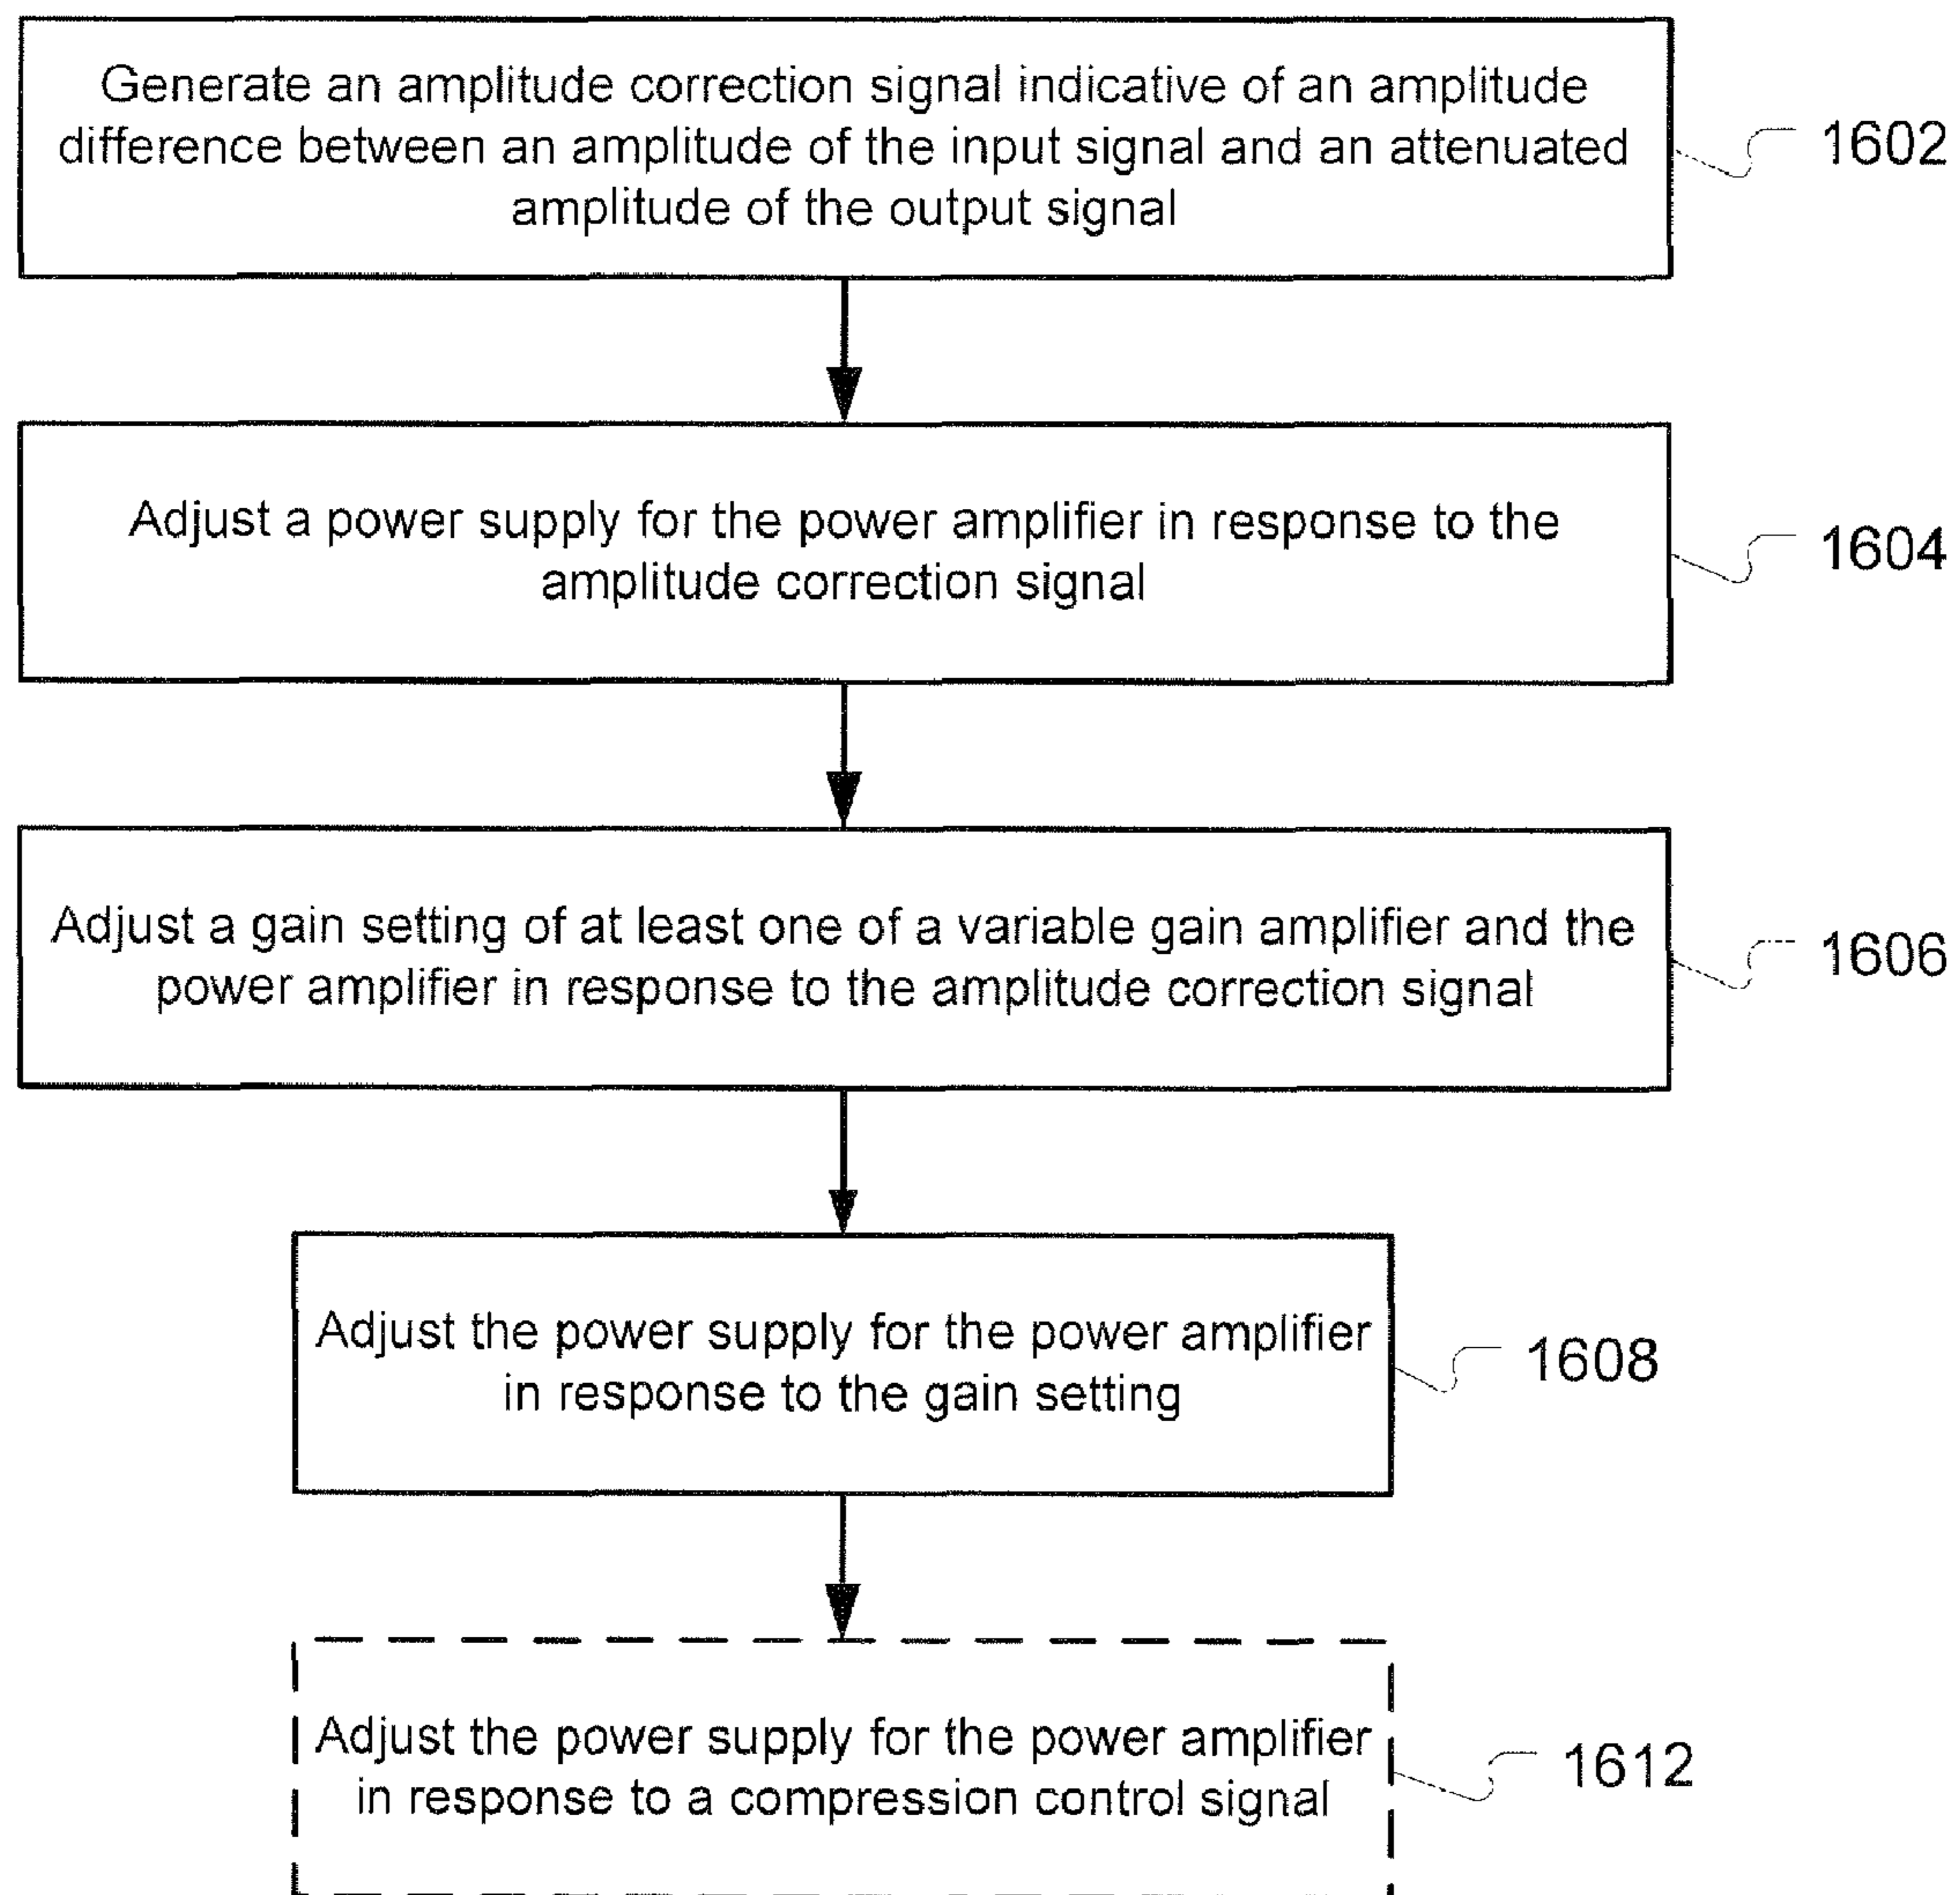 Generate an amplitude correction signal indicative of an amplitude
difference between an amplitude of the input signal and an attenuated
amplitude of the output signal
1602
Adjust a power supply for the power amplifier in response to the
amplitude correction signal
1604
Adjust a gain setting of at least one of a variable gain amplifier and the
power amplifier in response to the amplitude correction signal
1606
Adjust the power supply for the power amplifier
in response to the gain setting
1608
Adjust the power supply for the power amplifier
in response to a compression control signal
1612